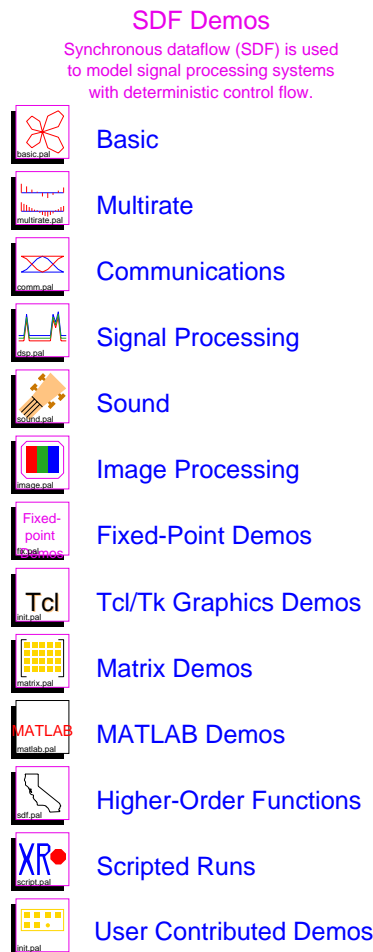 SDF Demos
Synchronous dataflow (SDF) is used
to model signal processing systems
with deterministic control flow.
basic.pal
Basic
multirate.pal
Multirate
comm.pal
Communications
dsp.pal
Signal Processing
sound.pal
Sound
image.pal
Image Processing
Fixed-
point
Demos
Fixed-Point Demos
Tcl
init.pal
Tcl/Tk Graphics Demos
matrix.pal
Matrix Demos
MATLAB
matlab.pal
MATLAB Demos
sdf.pal
Higher-Order Functions
XR
script.pal
Scripted Runs
init.pal
User Contributed Demos